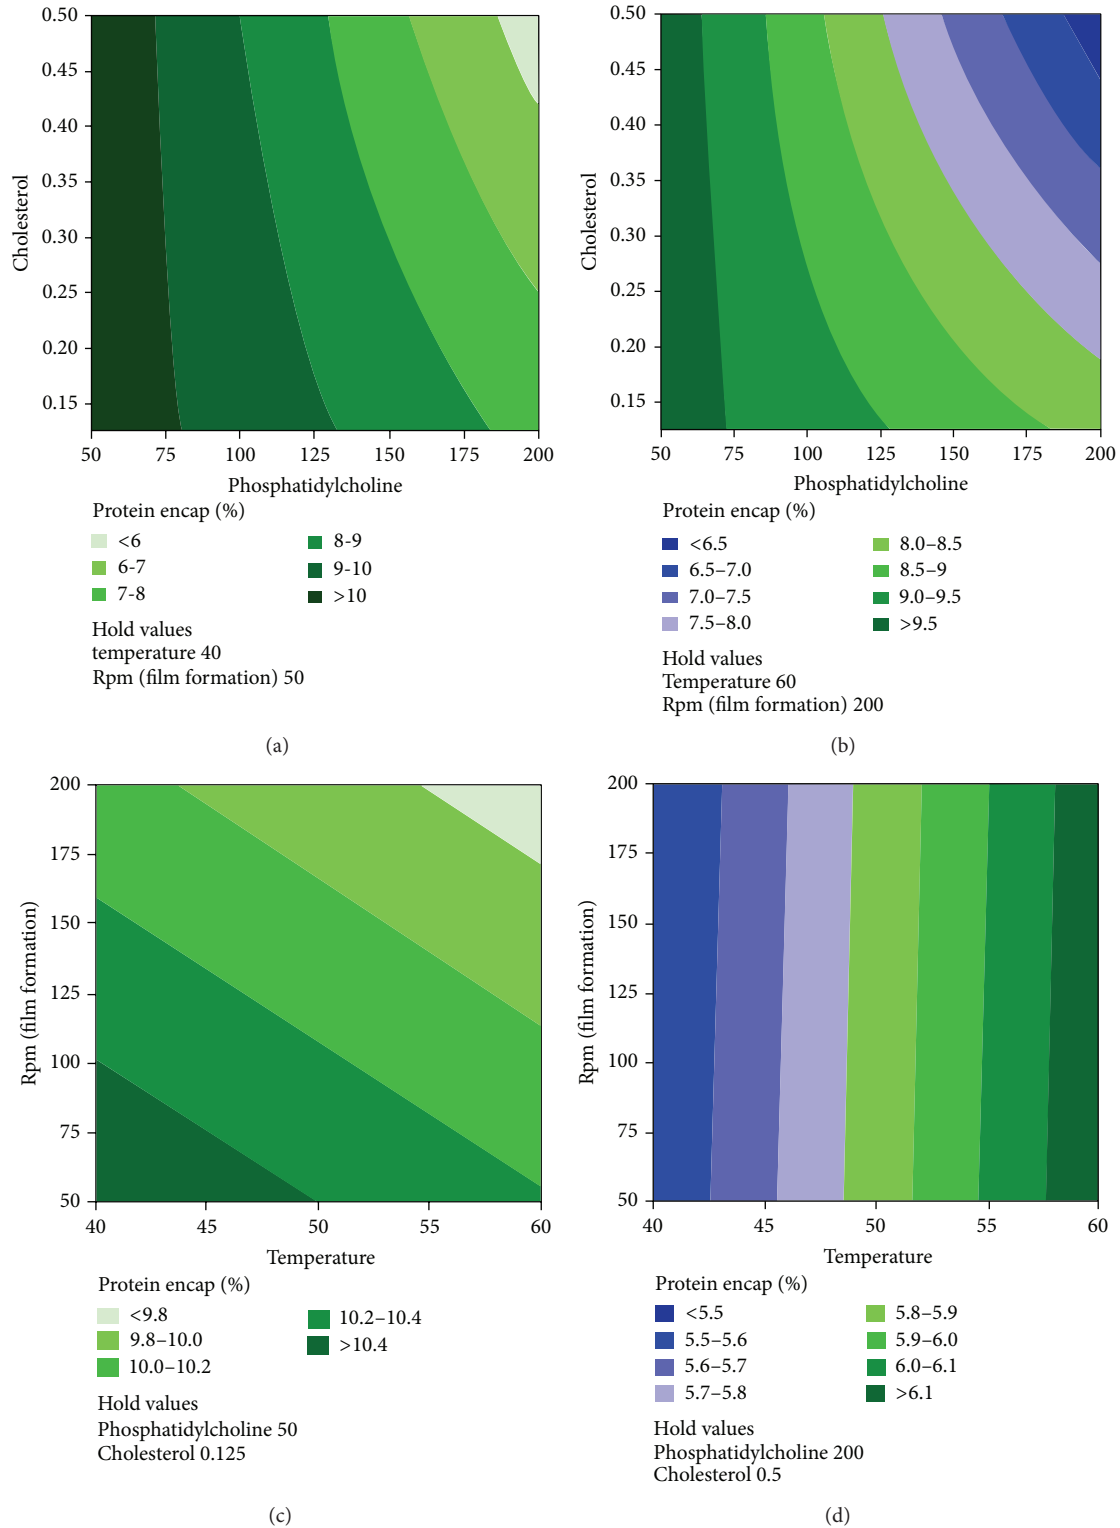 0.50
0.45
0.40
0.35
0.30
0.25
0.20
0.15
Cholesterol
50 75 100 125 150 175 200
Phosphatidylcholine
Protein encap (%)
<6
6-7
7-8
8-9
9-10
>10
Hold values
temperature 40
Rpm (film formation) 50
(a)
0.50
0.45
0.40
0.35
0.30
0.25
0.20
0.15
Cholesterol
50 75 100 125 150 175 200
Phosphatidylcholine
Protein encap (%)
<6.5
6.5–7.0
7.0–7.5
7.5–8.0
8.0–8.5
8.5–9
9.0–9.5
>9.5
Hold values
Temperature 60
Rpm (film formation) 200
(b)
200
175
150
125
100
75
50
Rpm (film formation)
40 45 50 55 60
Temperature
Protein encap (%)
<9.8
9.8–10.0
10.0–10.2
10.2–10.4
>10.4
Hold values
Phosphatidylcholine 50
Cholesterol 0.125
(c)
200
175
150
125
100
75
50
Rpm (film formation)
40 45 50 55 60
Temperature
Protein encap (%)
<5.5
5.5–5.6
5.6–5.7
5.7–5.8
5.8–5.9
5.9–6.0
6.0–6.1
>6.1
Hold values
Phosphatidylcholine 200
Cholesterol 0.5
(d)